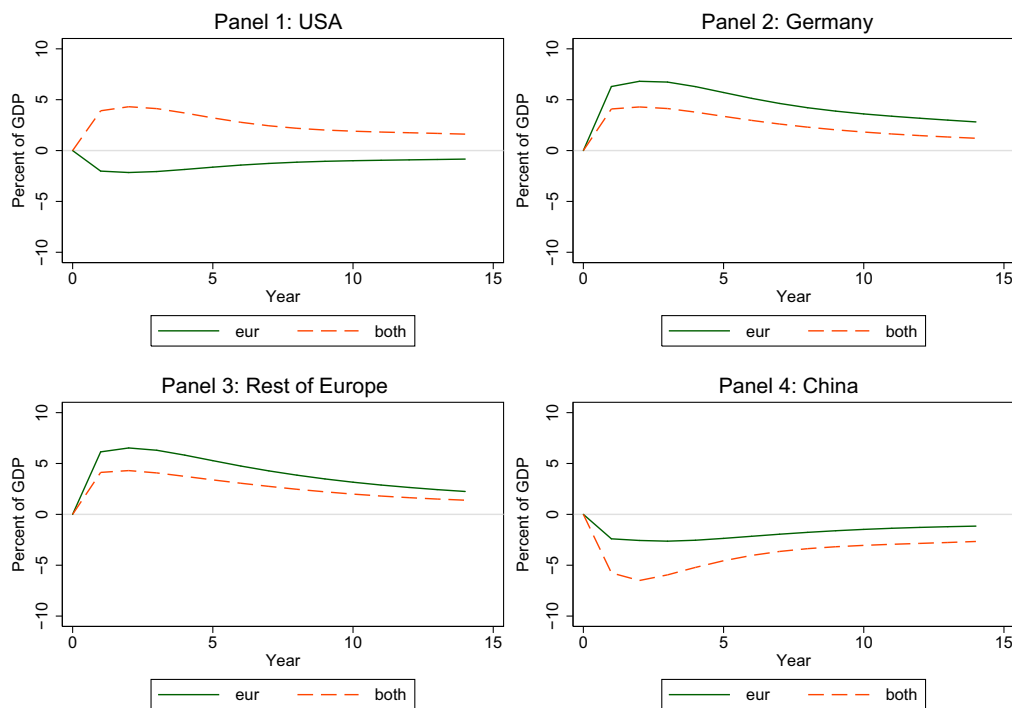 Panel 1: USA
Percent of GDP
10
5
0
−5
−10
0 5 10 15
Year
eur both
Panel 2: Germany
Percent of GDP
10
5
0
−5
−10
0 5 10 15
Year
eur both
Panel 3: Rest of Europe
Percent of GDP
10
5
0
−5
−10
0 5 10 15
Year
eur both
Panel 4: China
Percent of GDP
10
5
0
−5
−10
0 5 10 15
Year
eur both